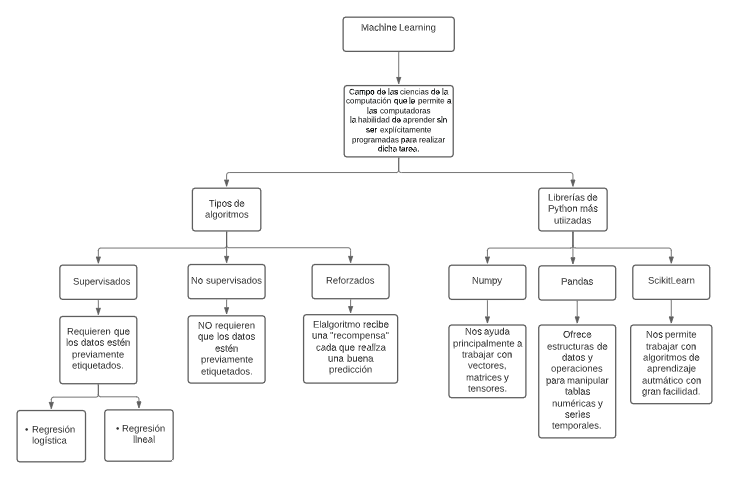 Machine Learning
Campo de las ciencias de la
computación que le permite a
las computadoras
la habilidad de aprender sin
ser explícitamente
programadas para realizar
dicha tarea.
Tipos de
algoritmos
Librerías de
Python más
utiizadas
Supervisados
No supervisados
Reforzados
Numpy
Pandas
ScikitLearn
Requieren que
los datos estén
previamente
etiquetados.
NO requieren
que los datos
estén
previamente
etiquetados.
Elalgoritmo recibe
una "recompensa"
cada que realiza
una buena
predicción
Nos ayuda
principalmente a
trabajar con
vectores,
matrices y
tensores.
Ofrece
estructuras de
datos y
operaciones
para manipular
tablas
numéricas y
series
temporales.
Nos permite
trabajar con
algoritmos de
aprendizaje
autmático con
gran facilidad.
• Regresión
logística
• Regresión
lineal